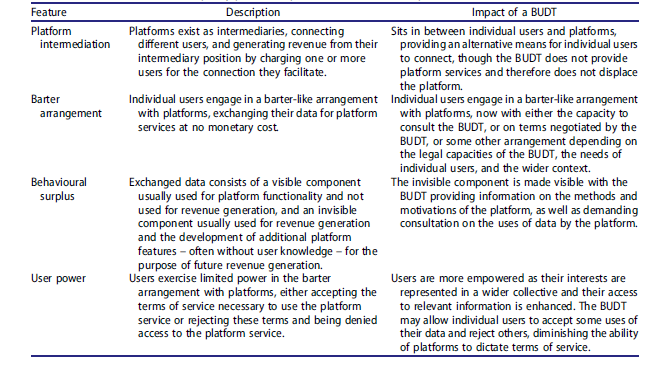 Feature Description Impact of a BUDT
Platform intermediation
Platforms exist as intermediaries, connecting
different users, and generating revenue from their
intermediary position by charging one or more
users for the connection they facilitate.
Sits in between individual users and platforms,
providing an alternative means for individual users
to connect, though the BUDT does not provide
platform services and therefore does not displace
the platform.
Barter
arrangement
Individual users engage in a barter-like arrangement
with platforms, exchanging their data for platform
services at no monetary cost.
Individual users engage in a barter-like arrangement
with platforms, now with either the capacity to
consult the BUDT, or on terms negotiated by the
BUDT, or some other arrangement depending on
the legal capacities of the BUDT, the needs of
individual users, and the wider context.
Behavioural
surplus
Exchanged data consists of a visible component
usually used for platform functionality and not
used for revenue generation, and an invisible
component usually used for revenue generation
and the development of additional platform
features – often without user knowledge – for the
purpose of future revenue generation.
The invisible component is made visible with the
BUDT providing information on the methods and
motivations of the platform, as well as demanding
consultation on the uses of data by the platform.
User power
Users exercise limited power in the barter
arrangement with platforms, either accepting the
terms of service necessary to use the platform
service or rejecting these terms and being denied
access to the platform service.
Users are more empowered as their interests are
represented in a wider collective and their access
to relevant information is enhanced. The BUDT
may allow individual users to accept some uses of
their data and reject others, diminishing the ability
of platforms to dictate terms of service.